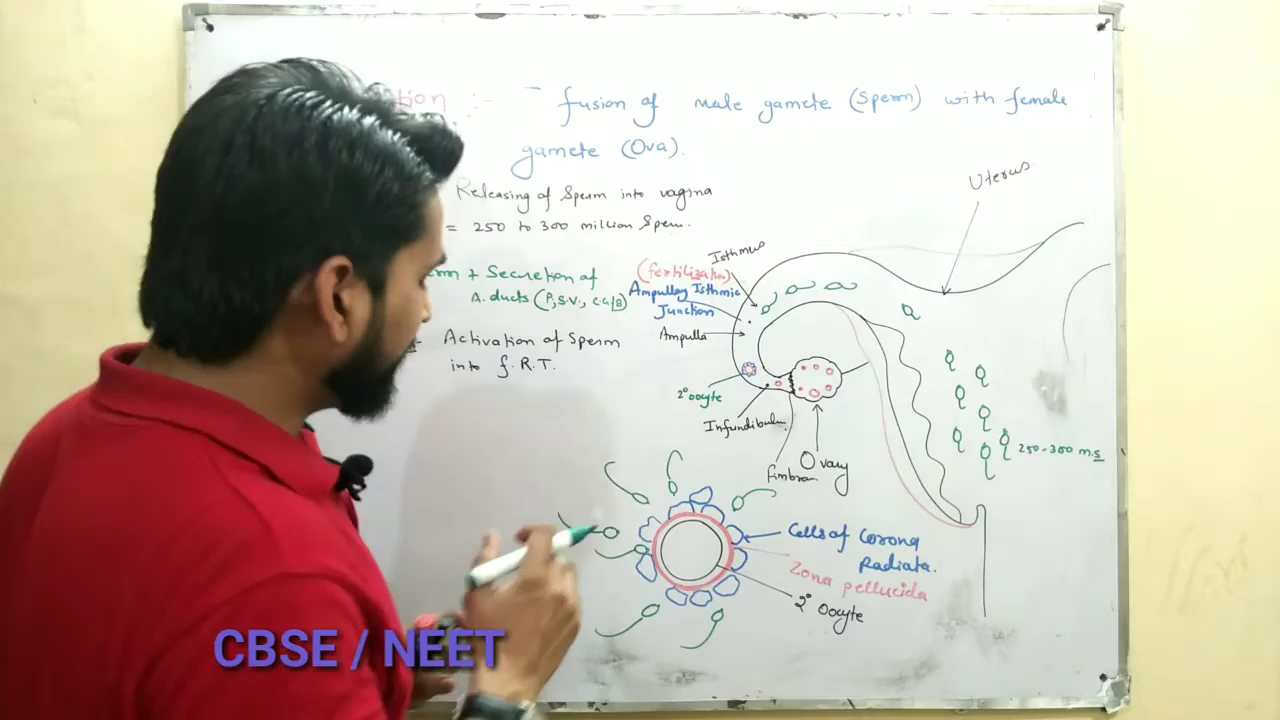 tion :- fusion of Male gamete (Sperm) with female
gamete (Ova).
Releasing of Sperm into vagina
= 250 to 300 million Sperm.
rm + Secretion of
A. ducts (P, S.V., C.G/B)
Activation of Sperm
into f.R.T.
Uterus
Isthmus
(fertilization)
Ampullary Isthmic
Junction
Ampulla
2° oocyte
Infundibulum
Ovary
250-300 m.s
Cells of Corona
Radiata.
Zona pellucida
2° Oocyte
CBSE / NEET